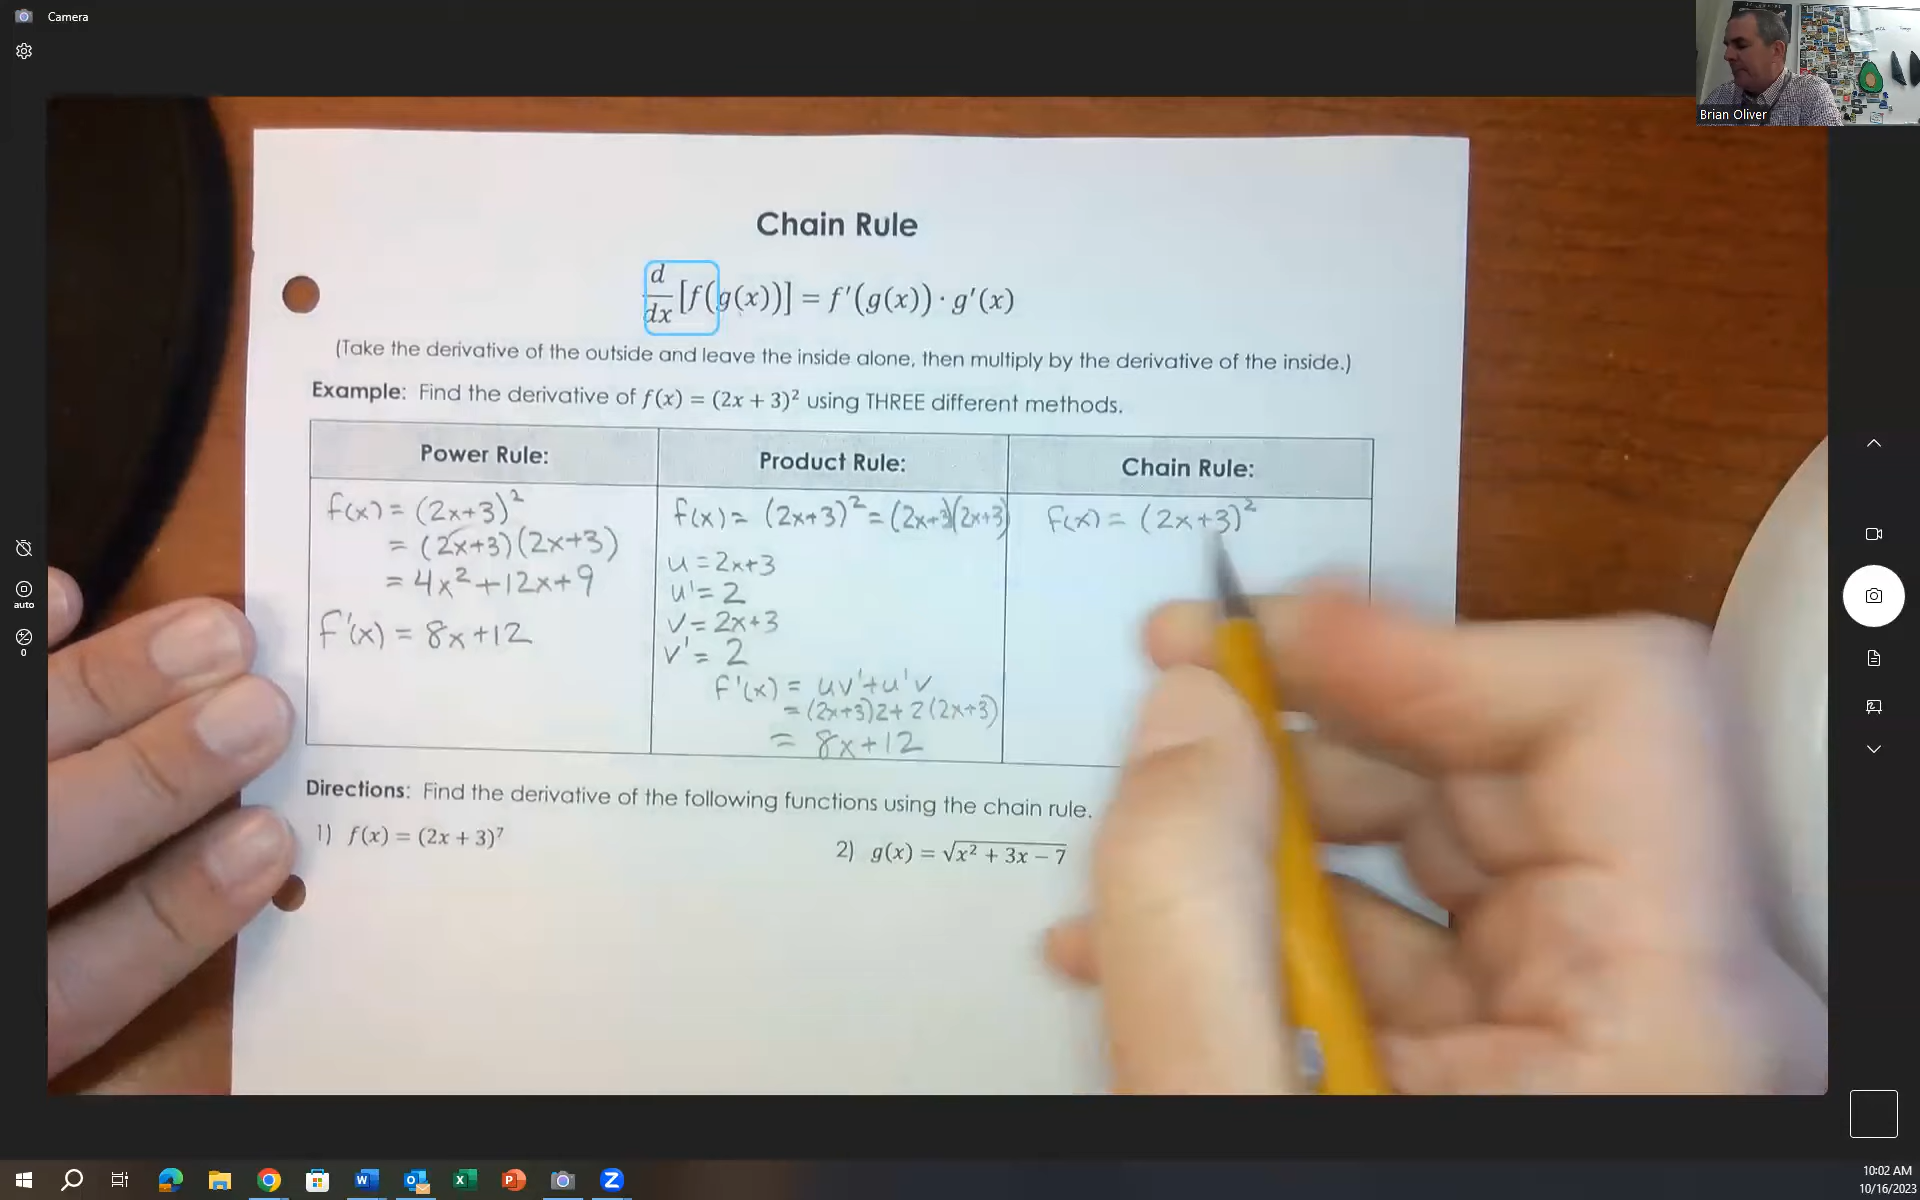 Camera
Brian Oliver
Chain Rule
d/dx [f(g(x))] = f'(g(x)) · g'(x)
(Take the derivative of the outside and leave the inside alone, then multiply by the derivative of the inside.)
Example: Find the derivative of f(x) = (2x + 3)² using THREE different methods.
Power Rule:
f(x) = (2x+3)²
= (2x+3)(2x+3)
= 4x²+12x+9
f'(x) = 8x+12
Product Rule:
f(x) = (2x+3)² = (2x+3)(2x+3)
u = 2x+3
u' = 2
v = 2x+3
v' = 2
f'(x) = uv'+u'v
= (2x+3)2+2(2x+3)
= 8x+12
Chain Rule:
f(x) = (2x+3)²
Directions: Find the derivative of the following functions using the chain rule.
1) f(x) = (2x + 3)⁷
2) g(x) = √x² + 3x − 7
auto
0
10:02 AM
10/16/2023